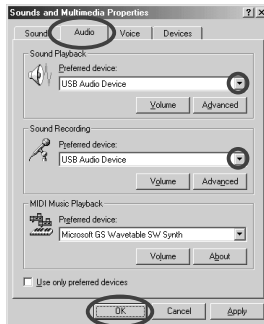 Sounds and Multimedia Properties ? X
Sounds Audio Voice Devices
Sound Playback
Preferred device:
USB Audio Device
Volume Advanced
Sound Recording
Preferred device:
USB Audio Device
Volume Advanced
MIDI Music Playback
Preferred device:
Microsoft GS Wavetable SW Synth
Volume About
Use only preferred devices
OK Cancel Apply